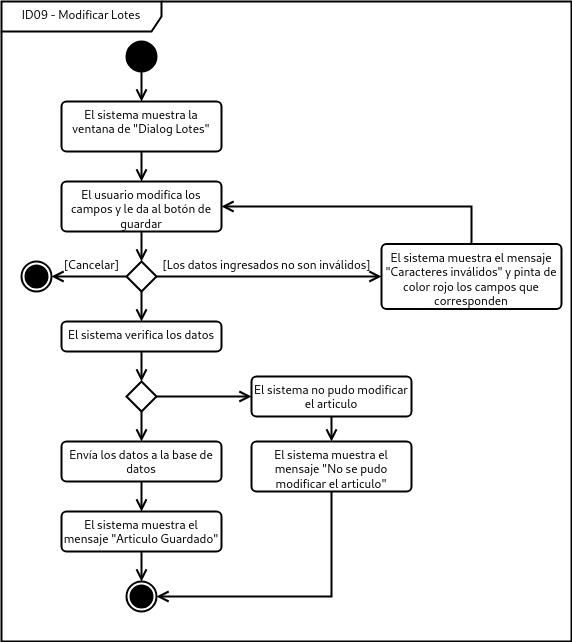 ID09 - Modificar Lotes
El sistema muestra la
ventana de "Dialog Lotes"
El usuario modifica los
campos y le da al botón de
guardar
[Cancelar]
[Los datos ingresados no son inválidos]
El sistema muestra el mensaje
"Caracteres inválidos" y pinta de
color rojo los campos que
corresponden
El sistema verifica los datos
El sistema no pudo modificar
el articulo
Envía los datos a la base de
datos
El sistema muestra el
mensaje "No se pudo
modificar el articulo"
El sistema muestra el
mensaje "Articulo Guardado"